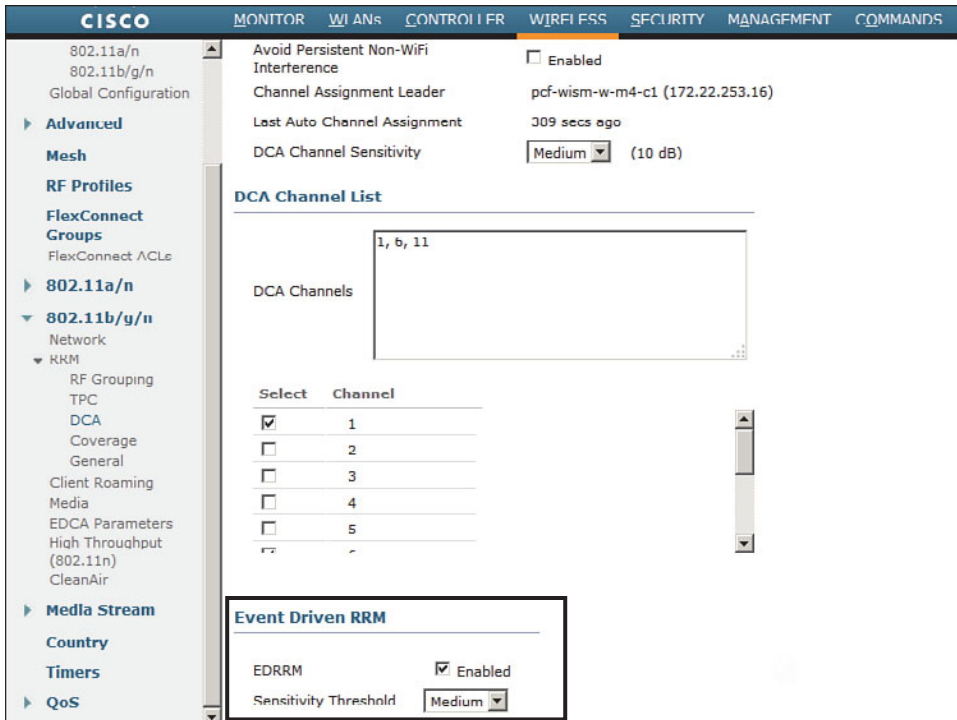 CISCO
MONITOR WLANs CONTROLLER WIRELESS SECURITY MANAGEMENT COMMANDS
802.11a/n
802.11b/g/n
Global Configuration
Advanced
Mesh
RF Profiles
FlexConnect
Groups
FlexConnect ACLs
802.11a/n
802.11b/g/n
Network
RRM
RF Grouping
TPC
DCA
Coverage
General
Client Roaming
Media
EDCA Parameters
High Throughput
(802.11n)
CleanAir
Media Stream
Country
Timers
QoS
Avoid Persistent Non-WiFi
Interference
Enabled
Channel Assignment Leader pcf-wism-w-m4-c1 (172.22.253.16)
Last Auto Channel Assignment 309 secs ago
DCA Channel Sensitivity Medium (10 dB)
DCA Channel List
DCA Channels 1, 6, 11
Select Channel
1
2
3
4
5
Event Driven RRM
EDRRM Enabled
Sensitivity Threshold Medium